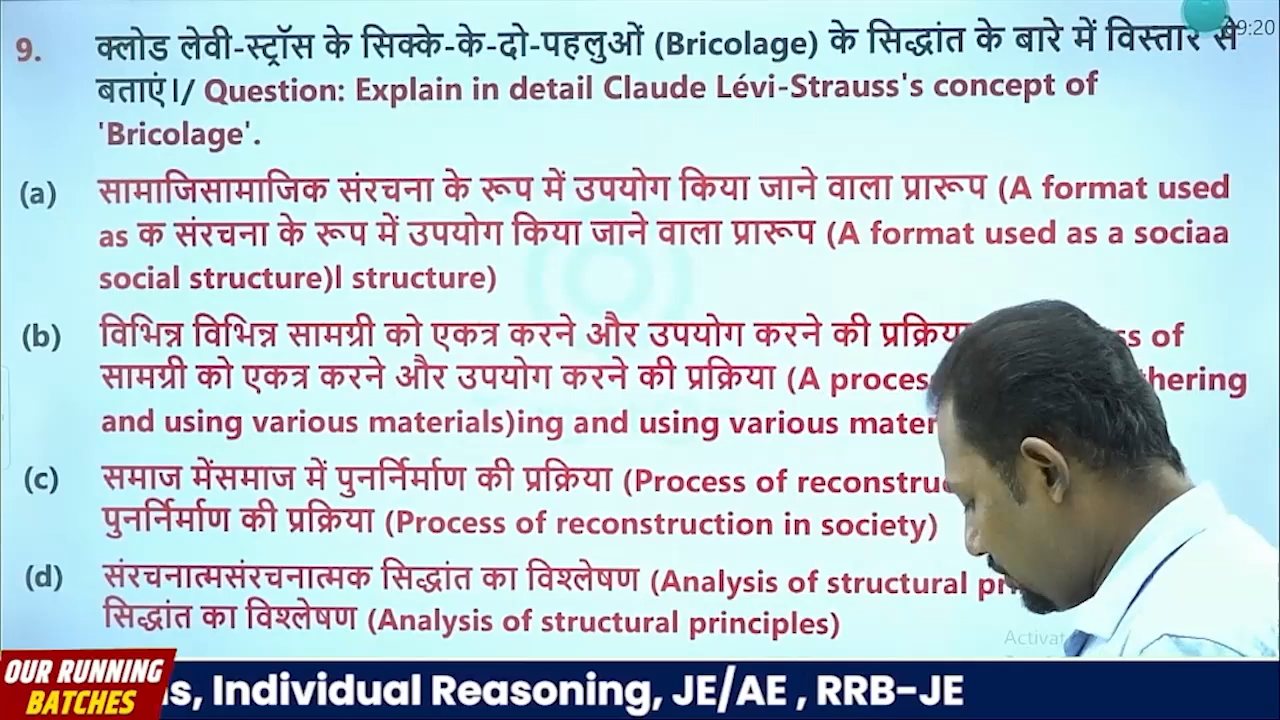 09:20
9. क्लोड लेवी-स्ट्रॉस के सिक्के-के-दो-पहलुओं (Bricolage) के सिद्धांत के बारे में विस्तार से
बताएं।/ Question: Explain in detail Claude Lévi-Strauss's concept of
'Bricolage'.
(a) सामाजिसामाजिक संरचना के रूप में उपयोग किया जाने वाला प्रारूप (A format used
as क संरचना के रूप में उपयोग किया जाने वाला प्रारूप (A format used as a sociaa
social structure)l structure)
(b) विभिन्न विभिन्न सामग्री को एकत्र करने और उपयोग करने की
सामग्री को एकत्र करने और उपयोग करने की प्रक्रिया (A
and using various materials)ing and using various
(c) समाज मेंसमाज में पुनर्निर्माण की प्रक्रिया (Process of
पुनर्निर्माण की प्रक्रिया (Process of reconstruction in society)
(d) संरचनात्मसंरचनात्मक सिद्धांत का विश्लेषण (Analysis of structural
सिद्धांत का विश्लेषण (Analysis of structural principles)
OUR RUNNING
BATCHES
Individual Reasoning, JE/AE , RRB-JE